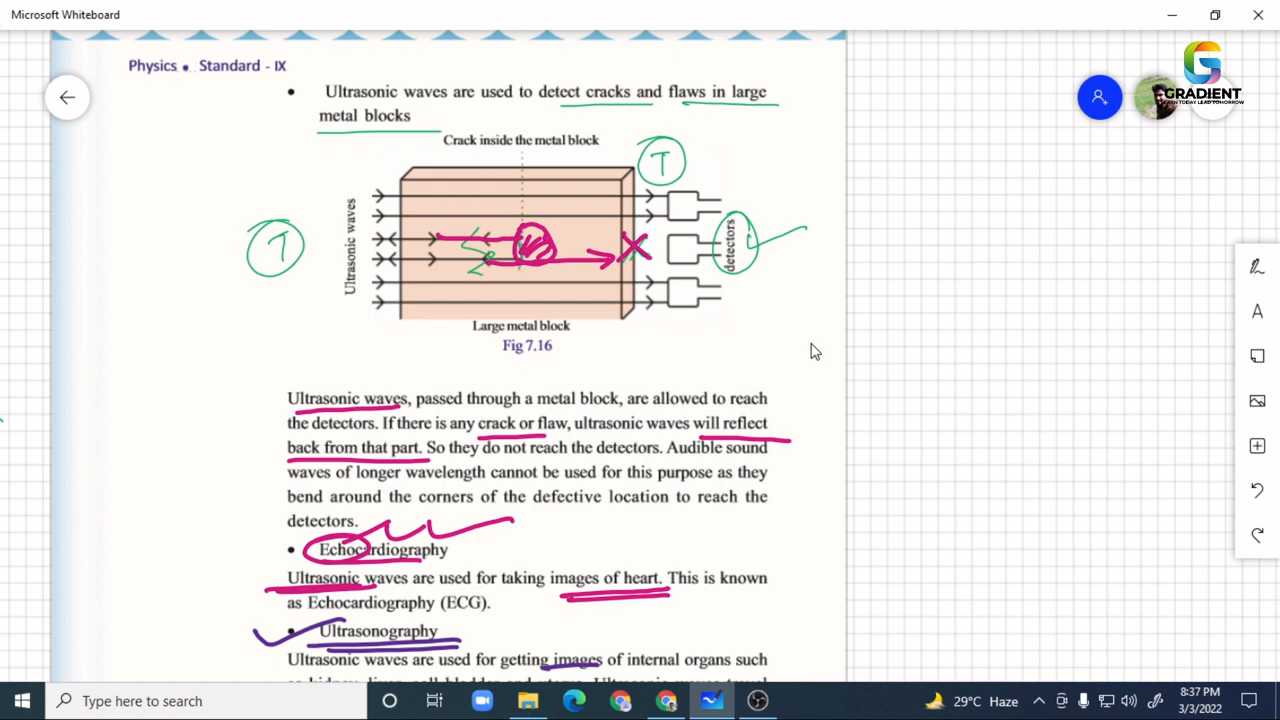 Microsoft Whiteboard
Physics • Standard - IX
GRADIENT
LEARN TODAY LEAD TOMORROW
• Ultrasonic waves are used to detect cracks and flaws in large
metal blocks
Crack inside the metal block
T
T
Ultrasonic waves
detectors
Large metal block
Fig 7.16
Ultrasonic waves, passed through a metal block, are allowed to reach
the detectors. If there is any crack or flaw, ultrasonic waves will reflect
back from that part. So they do not reach the detectors. Audible sound
waves of longer wavelength cannot be used for this purpose as they
bend around the corners of the defective location to reach the
detectors.
• Echocardiography
Ultrasonic waves are used for taking images of heart. This is known
as Echocardiography (ECG).
• Ultrasonography
Ultrasonic waves are used for getting images of internal organs such
Type here to search
29°C Haze
8:37 PM
3/3/2022